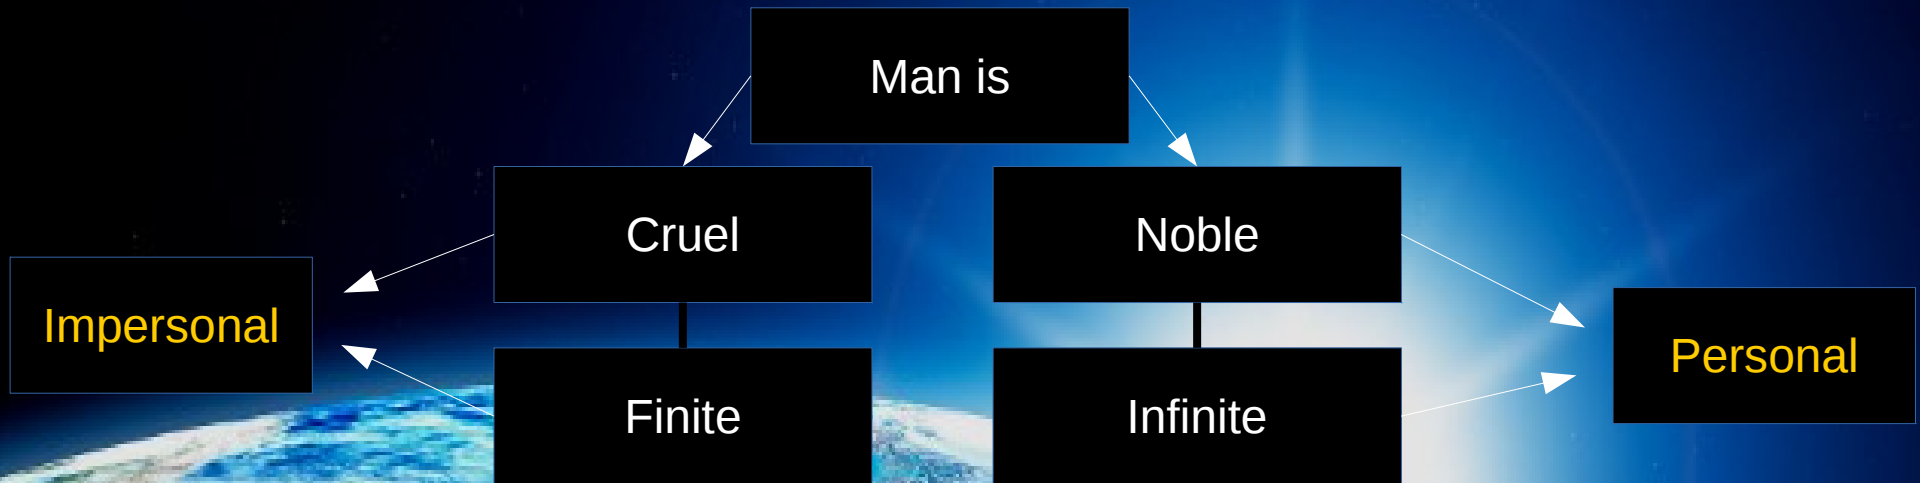 Man is
Cruel
Noble
Impersonal
Personal
Finite
Infinite